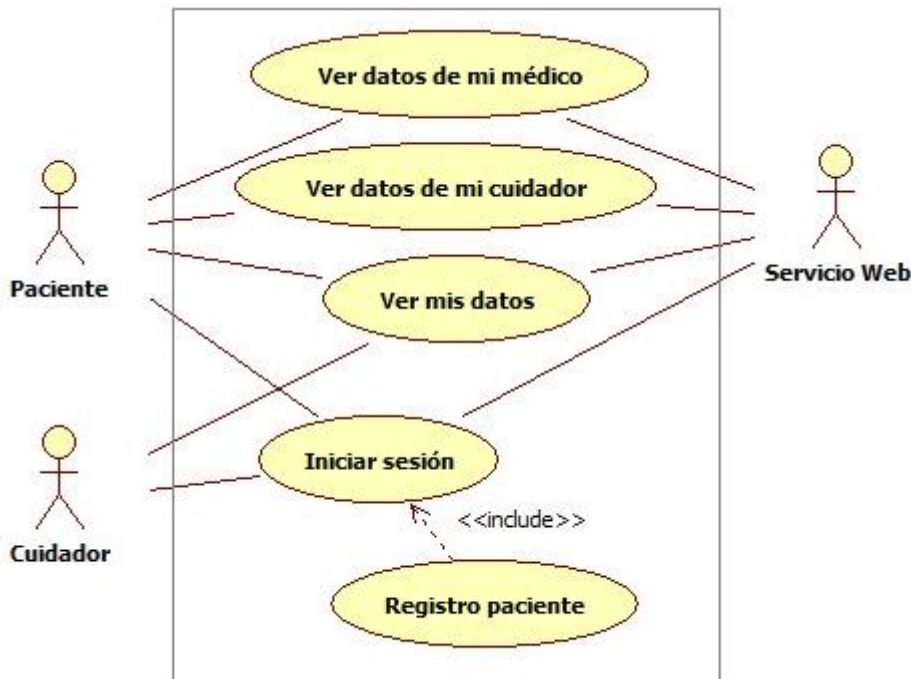 Ver datos de mi médico
Ver datos de mi cuidador
Paciente
Servicio Web
Ver mis datos
Iniciar sesión
<<include>>
Cuidador
Registro paciente